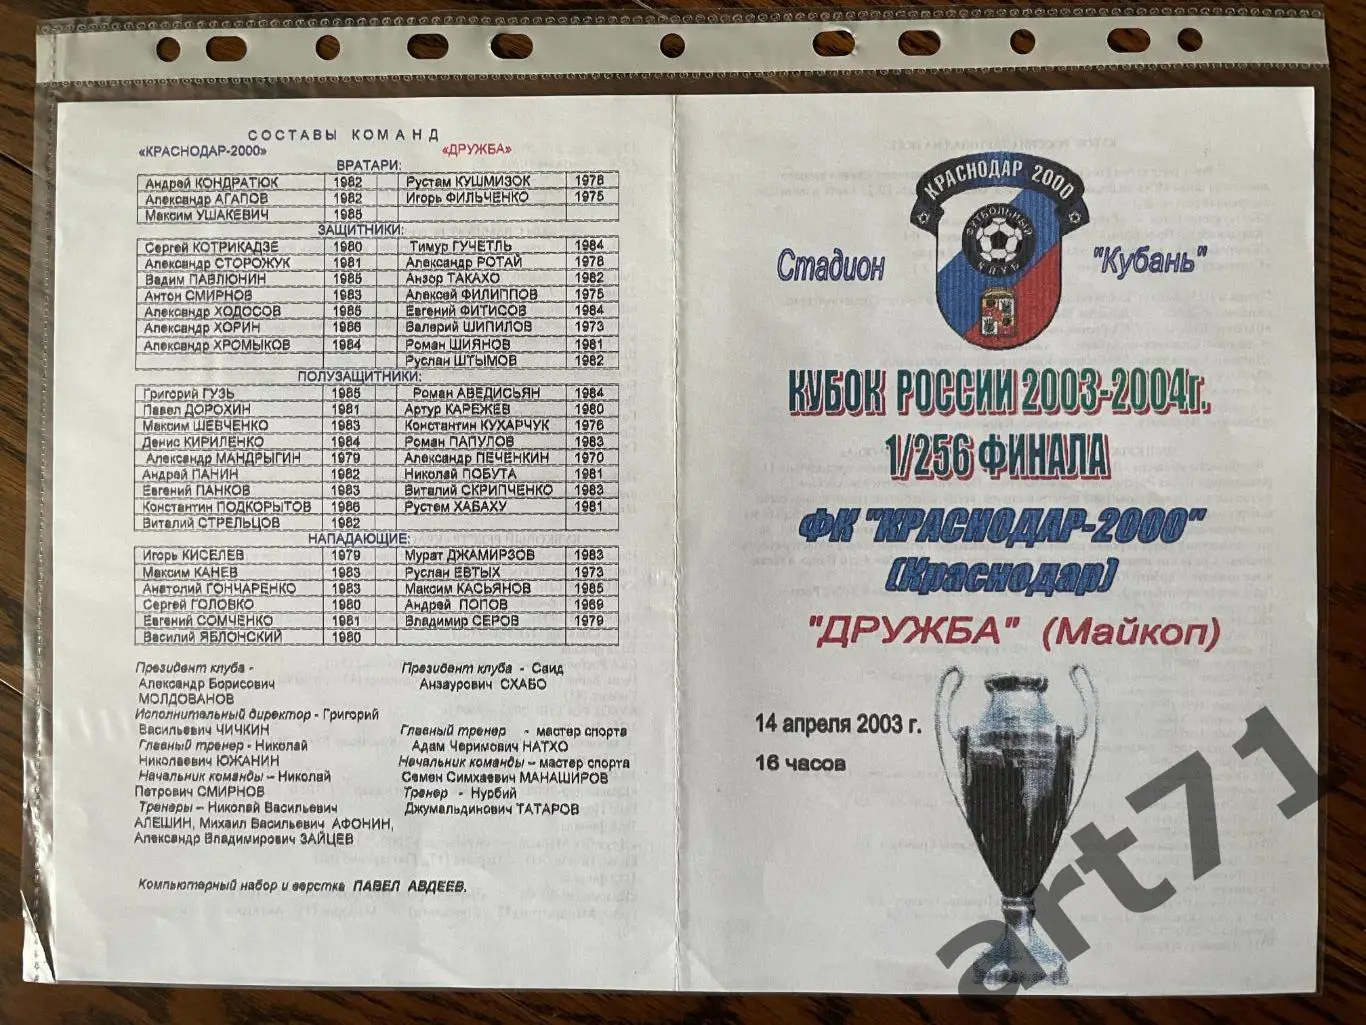 СОСТАВЫ КОМАНД
«КРАСНОДАР-2000» «ДРУЖБА»
ВРАТАРИ:
Андрей КОНДРАТЮК 1982 Рустам КУШМИЗОК 1978
Александр АГАПОВ 1982 Игорь ФИЛЬЧЕНКО 1975
Максим УШАКЕВИЧ 1985
ЗАЩИТНИКИ:
Сергей КОТРИКАДЗЕ 1980 Тимур ГУЧЕТЛЬ 1984
Александр СТОРОЖУК 1981 Александр РОТАЙ 1978
Вадим ПАВЛЮНИН 1985 Анзор ТАКАХО 1982
Антон СМИРНОВ 1983 Алексей ФИЛИППОВ 1975
Александр ХОДОСОВ 1985 Евгений ФИТИСОВ 1984
Александр ХОРИН 1986 Валерий ШИПИЛОВ 1973
Александр ХРОМЫКОВ 1984 Роман ШИЯНОВ 1981
Руслан ШТЫМОВ 1982
ПОЛУЗАЩИТНИКИ:
Григорий ГУЗЬ 1985 Роман АВЕДИСЬЯН 1984
Павел ДОРОХИН 1981 Артур КАРЕЖЕВ 1980
Максим ШЕВЧЕНКО 1983 Константин КУХАРЧУК 1976
Денис КИРИЛЕНКО 1984 Роман ПАПУЛОВ 1983
Александр МАНДРЫГИН 1979 Александр ПЕЧЕНКИН 1970
Андрей ПАНИН 1982 Николай ПОБУТА 1981
Евгений ПАНКОВ 1983 Виталий СКРИПЧЕНКО 1983
Константин ПОДКОРЫТОВ 1986 Рустем ХАБАХУ 1981
Виталий СТРЕЛЬЦОВ 1982
НАПАДАЮЩИЕ:
Игорь КИСЕЛЕВ 1979 Мурат ДЖАМИРЗОВ 1983
Максим КАНЕВ 1983 Руслан ЕВТЫХ 1973
Анатолий ГОНЧАРЕНКО 1983 Максим КАСЬЯНОВ 1985
Сергей ГОЛОВКО 1980 Андрей ПОПОВ 1969
Евгений СОМЧЕНКО 1981 Владимир СЕРОВ 1979
Василий ЯБЛОНСКИЙ 1980
Президент клуба -
Александр Борисович
МОЛДОВАНОВ
Исполнительный директор - Григорий
Васильевич ЧИЧКИН
Главный тренер - Николай
Николаевич ЮЖАНИН
Начальник команды – Николай
Петрович СМИРНОВ
Тренеры - Николай Васильевич
АЛЕШИН, Михаил Васильевич АФОНИН,
Александр Владимирович ЗАЙЦЕВ
Президент клуба - Саид
Анзаурович СХАБО
Главный тренер - мастер спорта
Адам Черимович НАТХО
Начальник команды – мастер спорта
Семен Симхаевич МАНАШИРОВ
Тренер - Нурбий
Джумальдинович ТАТАРОВ
Компьютерный набор и верстка ПАВЕЛ АВДЕЕВ.
КРАСНОДАР 2000
ФУТБОЛЬНЫЙ
КЛУБ
Стадион "Кубань"
КУБОК РОССИИ 2003-2004г.
1/256 ФИНАЛА
ФК "КРАСНОДАР-2000"
(Краснодар)
"ДРУЖБА" (Майкоп)
14 апреля 2003 г.
16 часов
art71